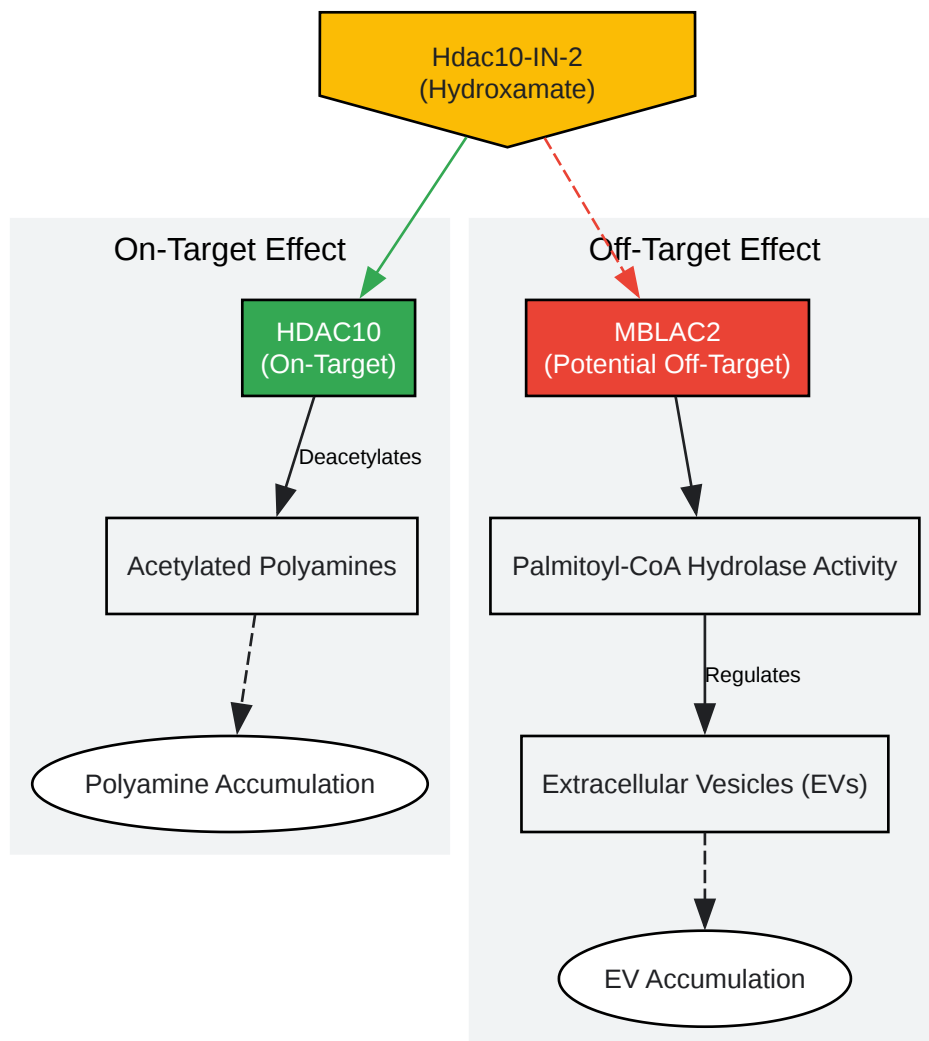 Hdac10-IN-2
(Hydroxamate)
On-Target Effect
Off-Target Effect
HDAC10
(On-Target)
MBLAC2
(Potential Off-Target)
Deacetylates
Acetylated Polyamines
Palmitoyl-CoA Hydrolase Activity
Regulates
Polyamine Accumulation
Extracellular Vesicles (EVs)
EV Accumulation